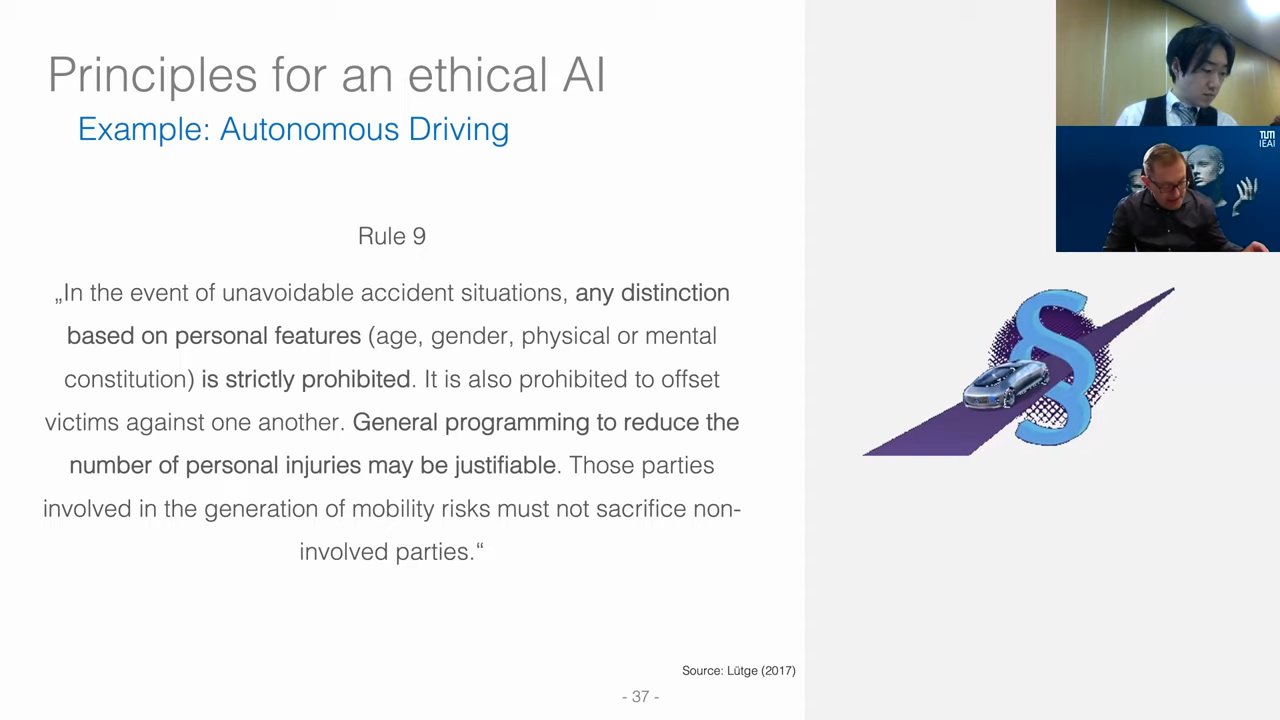 Principles for an ethical AI
Example: Autonomous Driving
Rule 9
„In the event of unavoidable accident situations, any distinction
based on personal features (age, gender, physical or mental
constitution) is strictly prohibited. It is also prohibited to offset
victims against one another. General programming to reduce the
number of personal injuries may be justifiable. Those parties
involved in the generation of mobility risks must not sacrifice non-
involved parties.“
Source: Lütge (2017)
- 37 -
TUM
IEAI